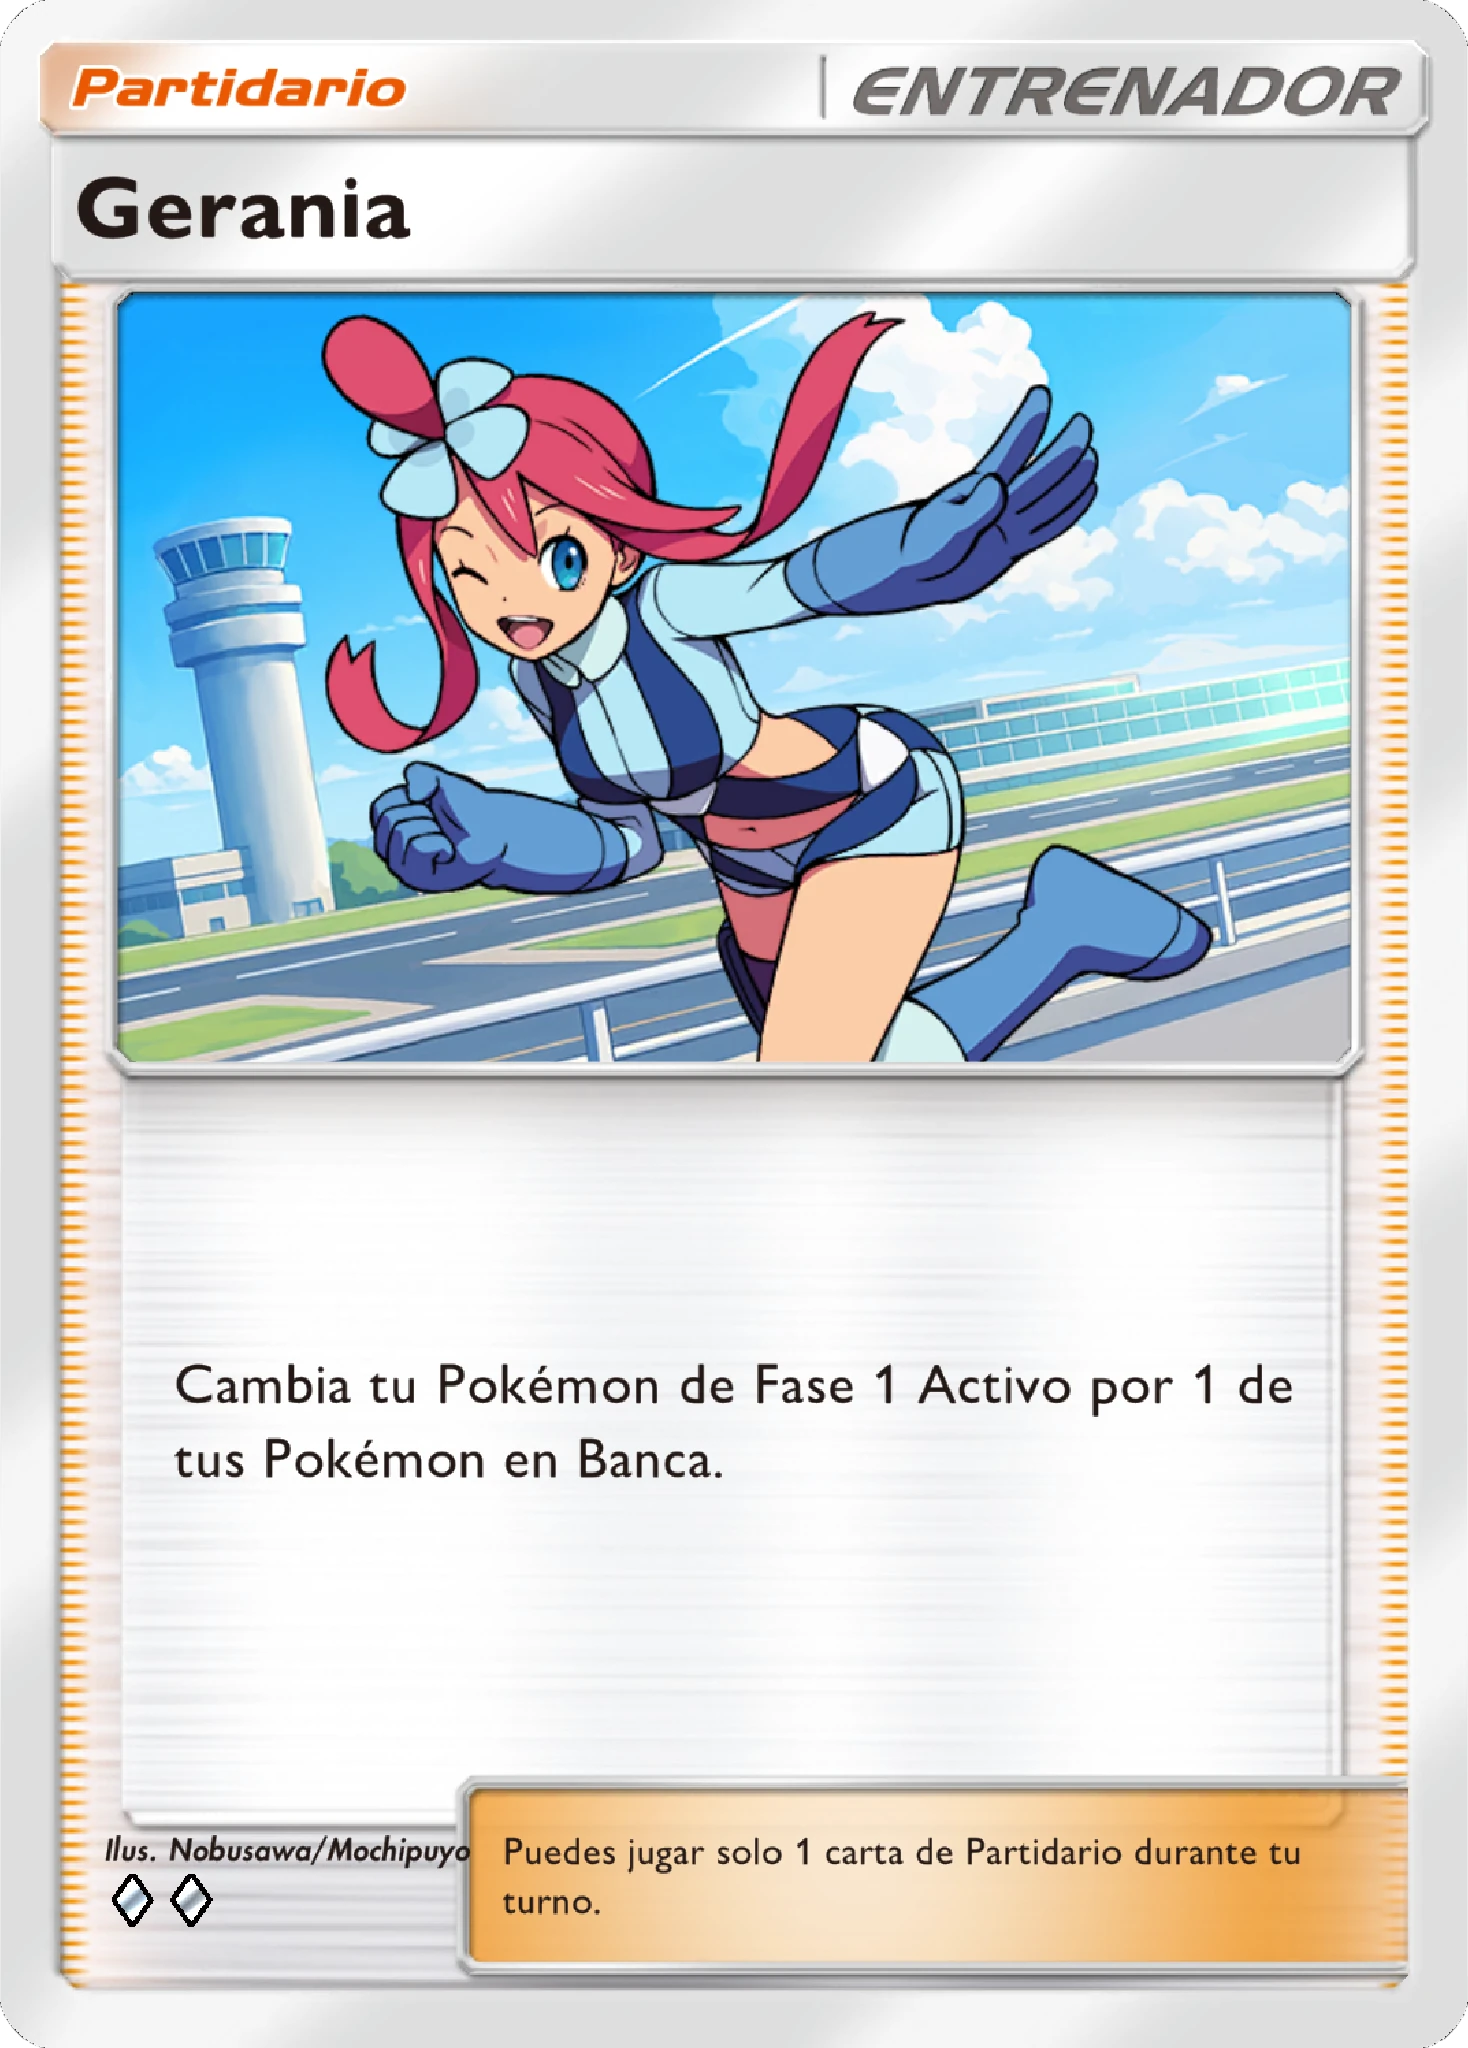 Partidario
ENTRENADOR
Gerania
Cambia tu Pokémon de Fase 1 Activo por 1 de
tus Pokémon en Banca.
Ilus. Nobusawa/Mochipuyo
Puedes jugar solo 1 carta de Partidario durante tu
turno.